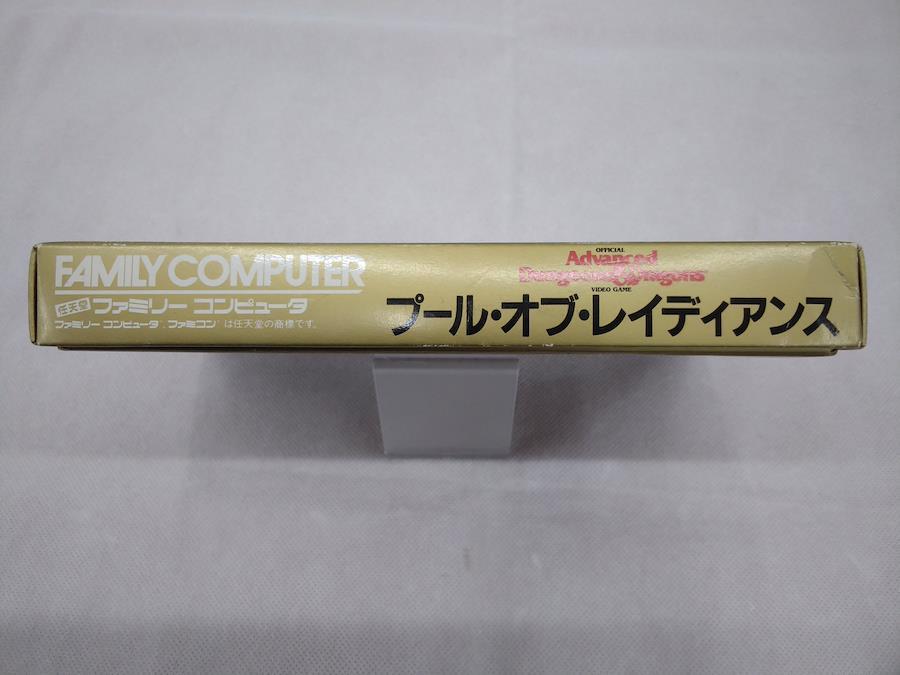 FAMILY COMPUTER
任天堂 ファミリー コンピュータ
ファミリー コンピュータ・ファミコンは任天堂の商標です。
OFFICIAL
Advanced
Dungeons & Dragons
VIDEO GAME
プール・オブ・レイディアンス